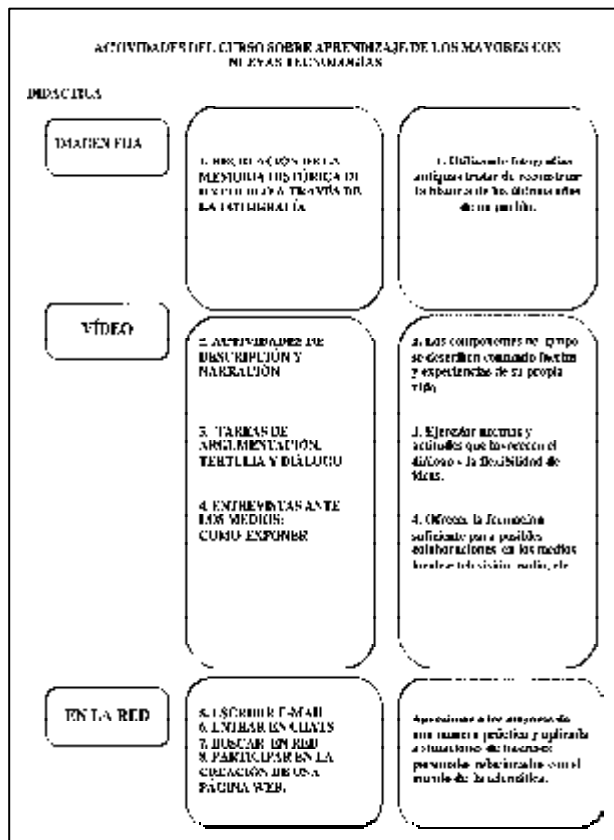 ACTIVIDADES DEL CURSO SOBRE APRENDIZAJE DE LOS MAYORES CON
NUEVAS TECNOLOGÍAS
DIDÁCTICA
IMAGEN FIJA
1. RECREACIÓN DE LA
MEMORIA HISTÓRICA DE
UN PUEBLO A TRAVÉS DE
LA FOTOGRAFÍA
1. Utilizando fotografías
antiguas tratar de reconstruir
la historia de los últimos años
de un pueblo.
VÍDEO
2. ACTIVIDADES DE
DESCRIPCIÓN Y
NARRACIÓN
3. TAREAS DE
ARGUMENTACIÓN,
TERTULIA Y DIÁLOGO
4. ENTREVISTAS ANTE
LOS MEDIOS:
COMO EXPONER
2. Los componentes del grupo
se describen contando hechos
y experiencias de su propia
vida
3. Ejercitar normas y
actitudes que favorecen el
diálogo y la flexibilidad de
ideas.
4. Ofrecer la formación
suficiente para posibles
colaboraciones en los medios
locales: televisión, radio, etc
EN LA RED
5. ESCRIBIR E-MAIL
6. ENTRAR EN CHATS
7. BUSCAR EN RED
8. PARTICIPAR EN LA
CREACIÓN DE UNA
PÁGINA WEB.
Aproximar a los mayores de
una manera práctica y aplicada
a situaciones de intereses
personales relacionados con el
mundo de la telemática.